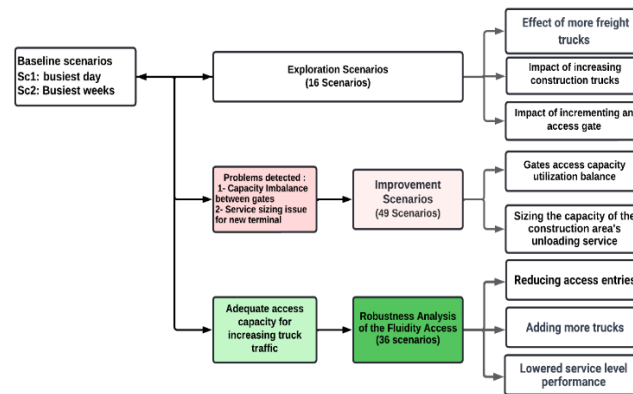 Baseline scenarios
Sc1: busiest day
Sc2: Busiest weeks
Exploration Scenarios
(16 Scenarios)
Effect of more freight
trucks
Impact of increasing
construction trucks
Impact of incrementing an
access gate
Problems detected :
1- Capacity Imbalance
between gates
2- Service sizing issue
for new terminal
Improvement
Scenarios
(49 Scenarios)
Gates access capacity
utilization balance
Sizing the capacity of the
construction area's
unloading service
Adequate access
capacity for
increasing truck
traffic
Robustness Analysis
of the Fluidity Access
(36 scenarios)
Reducing access entries
Adding more trucks
Lowered service level
performance